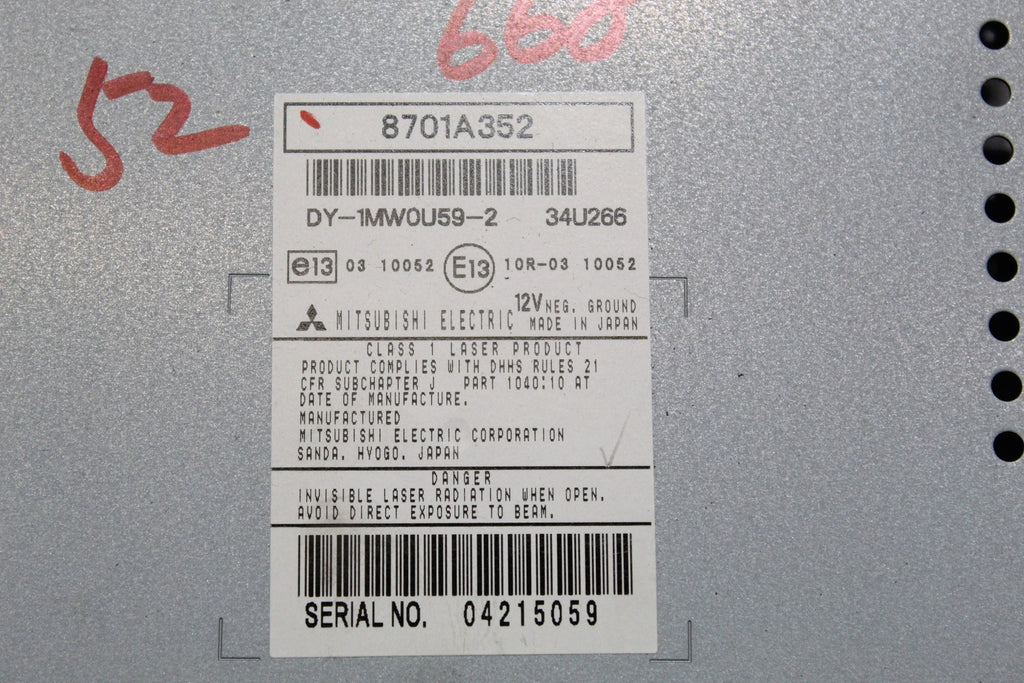 660
52
8701A352
DY-1MW0U59-2 34U266
e13 03 10052 E13 10R-03 10052
MITSUBISHI ELECTRIC 12V NEG. GROUND
MADE IN JAPAN
CLASS 1 LASER PRODUCT
PRODUCT COMPLIES WITH DHHS RULES 21
CFR SUBCHAPTER J PART 1040:10 AT
DATE OF MANUFACTURE.
MANUFACTURED
MITSUBISHI ELECTRIC CORPORATION
SANDA. HYOGO. JAPAN
DANGER
INVISIBLE LASER RADIATION WHEN OPEN.
AVOID DIRECT EXPOSURE TO BEAM.
SERIAL NO. 04215059